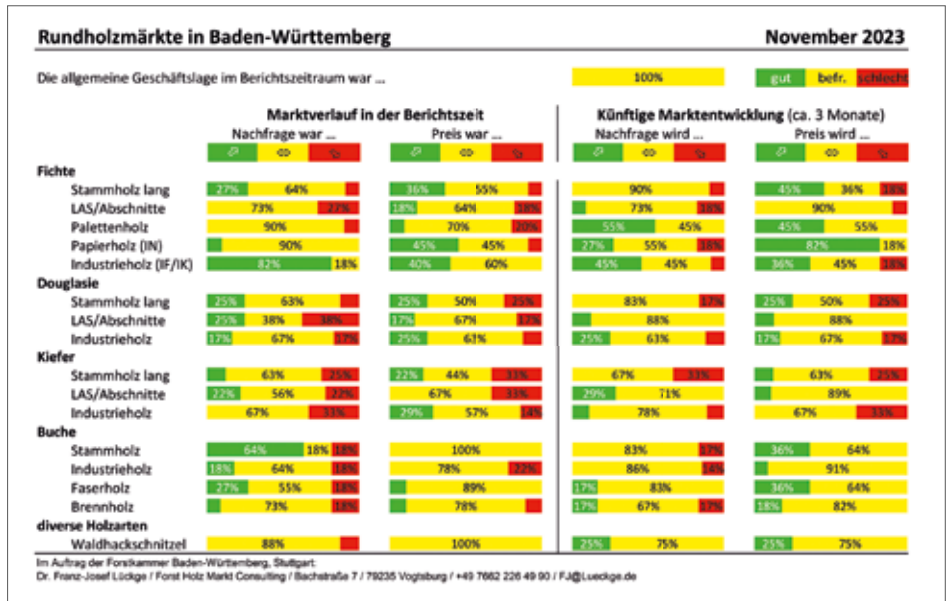 Rundholzmärkte in Baden-Württemberg November 2023
Die allgemeine Geschäftslage im Berichtszeitraum war ... 100% gut befr. schlecht
Marktverlauf in der Berichtszeit Künftige Marktentwicklung (ca. 3 Monate)
Nachfrage war ... Preis war ... Nachfrage wird ... Preis wird ...
Fichte
Stammholz lang 27% 64% 36% 55% 90% 45% 36% 18%
LAS/Abschnitte 73% 27% 18% 64% 18% 73% 18% 90%
Palettenholz 90% 70% 20% 55% 45% 45% 55%
Papierholz (IN) 90% 45% 45% 27% 55% 18% 82% 18%
Industrieholz (IF/IK) 82% 18% 40% 60% 45% 45% 36% 45% 18%
Douglasie
Stammholz lang 25% 63% 25% 50% 25% 83% 17% 25% 50% 25%
LAS/Abschnitte 25% 38% 38% 17% 67% 17% 88% 88%
Industrieholz 17% 67% 17% 25% 63% 25% 63% 17% 67% 17%
Kiefer
Stammholz lang 63% 25% 22% 44% 33% 67% 33% 63% 25%
LAS/Abschnitte 22% 56% 22% 67% 33% 29% 71% 89%
Industrieholz 67% 33% 29% 57% 14% 78% 67% 33%
Buche
Stammholz 64% 18% 18% 100% 83% 17% 36% 64%
Industrieholz 18% 64% 18% 78% 22% 86% 14% 91%
Faserholz 27% 55% 18% 89% 17% 83% 36% 64%
Brennholz 73% 18% 78% 17% 67% 17% 18% 82%
diverse Holzarten
Waldhackschnitzel 88% 100% 25% 75% 25% 75%
Im Auftrag der Forstkammer Baden-Württemberg, Stuttgart
Dr. Franz-Josef Lückge / Forst Holz Markt Consulting / Bachstraße 7 / 79235 Vogtsburg / +49 7662 226 49 90 / FJ@Lueckge.de